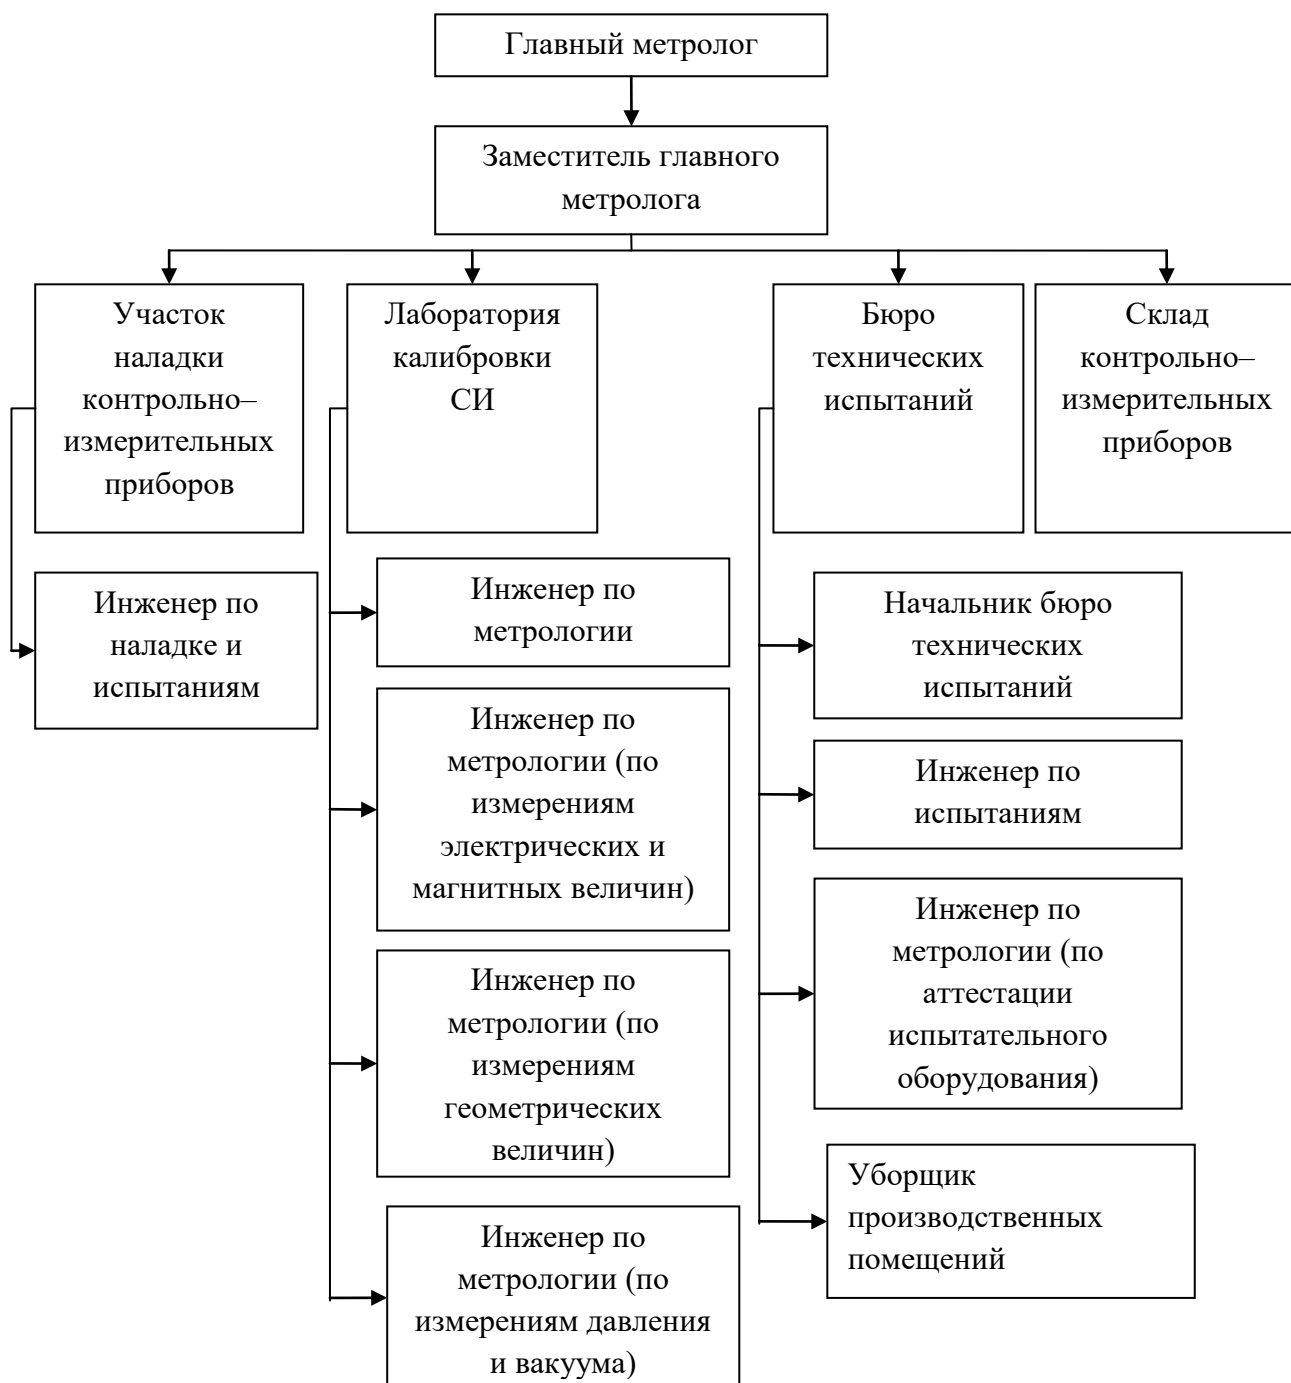 Главный метролог
Заместитель главного
метролога
Участок
наладки
контрольно–
измерительных
приборов
Лаборатория
калибровки
СИ
Бюро
технических
испытаний
Склад
контрольно–
измерительных
приборов
Инженер по
наладке и
испытаниям
Инженер по
метрологии
Инженер по
метрологии (по
измерениям
электрических и
магнитных величин)
Инженер по
метрологии (по
измерениям
геометрических
величин)
Инженер по
метрологии (по
измерениям давления
и вакуума)
Начальник бюро
технических
испытаний
Инженер по
испытаниям
Инженер по
метрологии (по
аттестации
испытательного
оборудования)
Уборщик
производственных
помещений